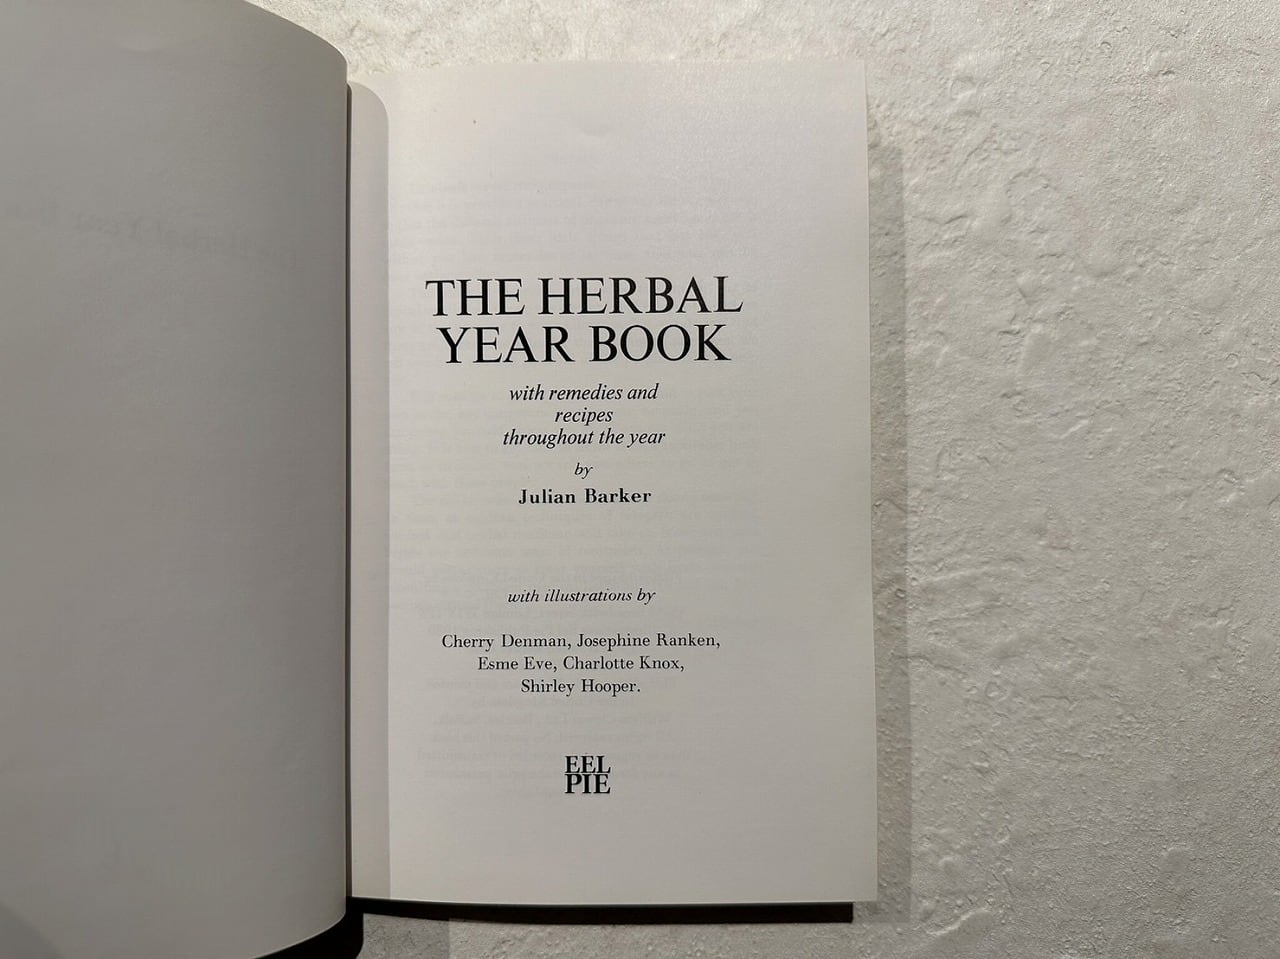 THE HERBAL
YEAR BOOK
with remedies and
recipes
throughout the year
by
Julian Barker
with illustrations by
Cherry Denman, Josephine Ranken,
Esme Eve, Charlotte Knox,
Shirley Hooper.
EEL
PIE